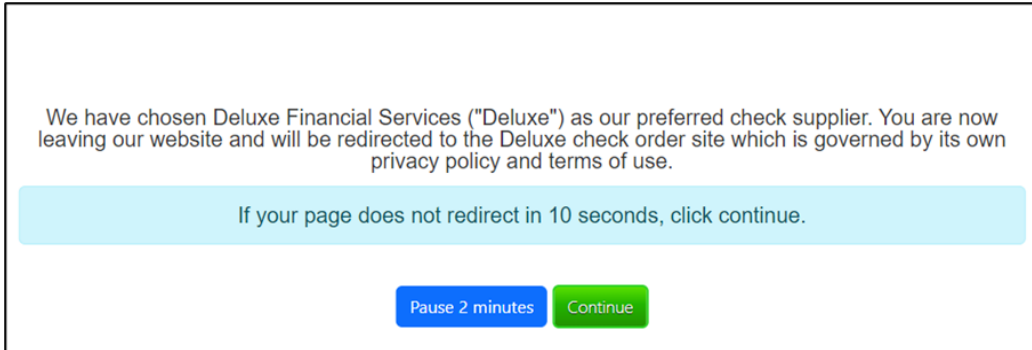 We have chosen Deluxe Financial Services ("Deluxe") as our preferred check supplier. You are now
leaving our website and will be redirected to the Deluxe check order site which is governed by its own
privacy policy and terms of use.
If your page does not redirect in 10 seconds, click continue.
Pause 2 minutes
Continue